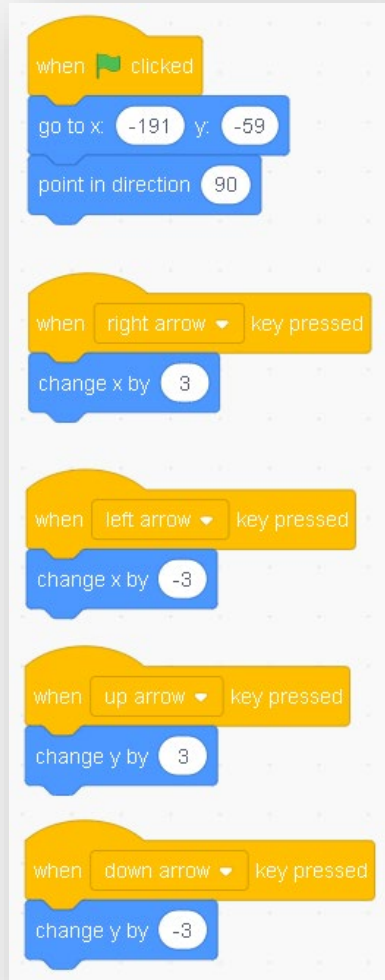 when clicked
go to x: -191 y: -59
point in direction 90
when right arrow key pressed
change x by 3
when left arrow key pressed
change x by -3
when up arrow key pressed
change y by 3
when down arrow key pressed
change y by -3